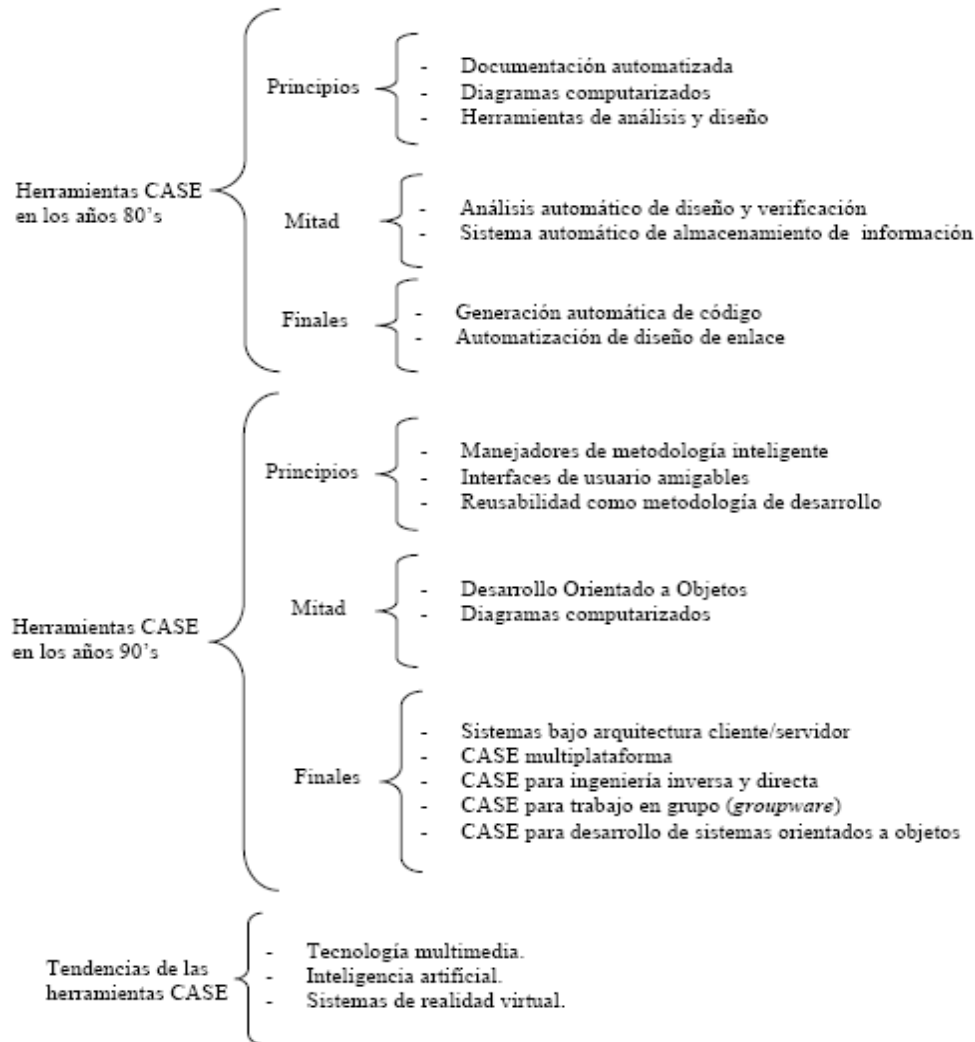 Herramientas CASE
en los años 80's
Principios
- Documentación automatizada
- Diagramas computarizados
- Herramientas de análisis y diseño
Mitad
- Análisis automático de diseño y verificación
- Sistema automático de almacenamiento de información
Finales
- Generación automática de código
- Automatización de diseño de enlace
Herramientas CASE
en los años 90's
Principios
- Manejadores de metodología inteligente
- Interfaces de usuario amigables
- Reusabilidad como metodología de desarrollo
Mitad
- Desarrollo Orientado a Objetos
- Diagramas computarizados
Finales
- Sistemas bajo arquitectura cliente/servidor
- CASE multiplataforma
- CASE para ingeniería inversa y directa
- CASE para trabajo en grupo (groupware)
- CASE para desarrollo de sistemas orientados a objetos
Tendencias de las
herramientas CASE
- Tecnología multimedia.
- Inteligencia artificial.
- Sistemas de realidad virtual.